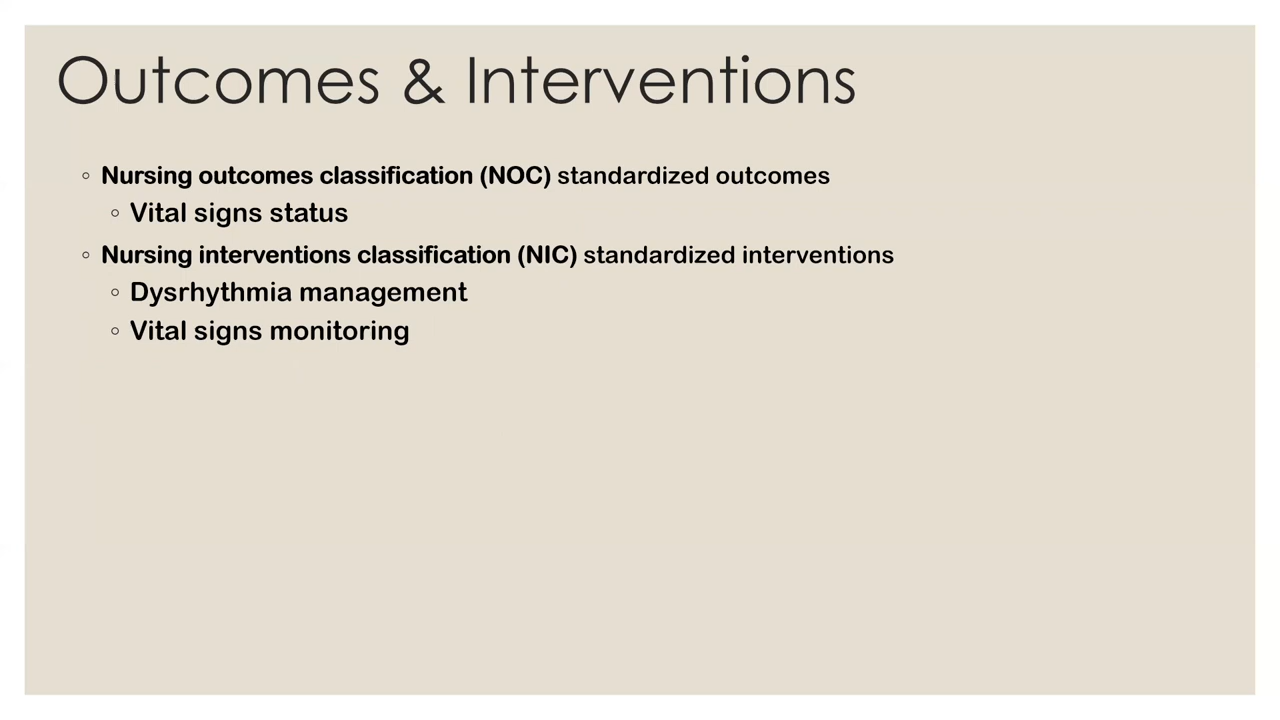 Outcomes & Interventions
◦ Nursing outcomes classification (NOC) standardized outcomes
◦ Vital signs status
◦ Nursing interventions classification (NIC) standardized interventions
◦ Dysrhythmia management
◦ Vital signs monitoring